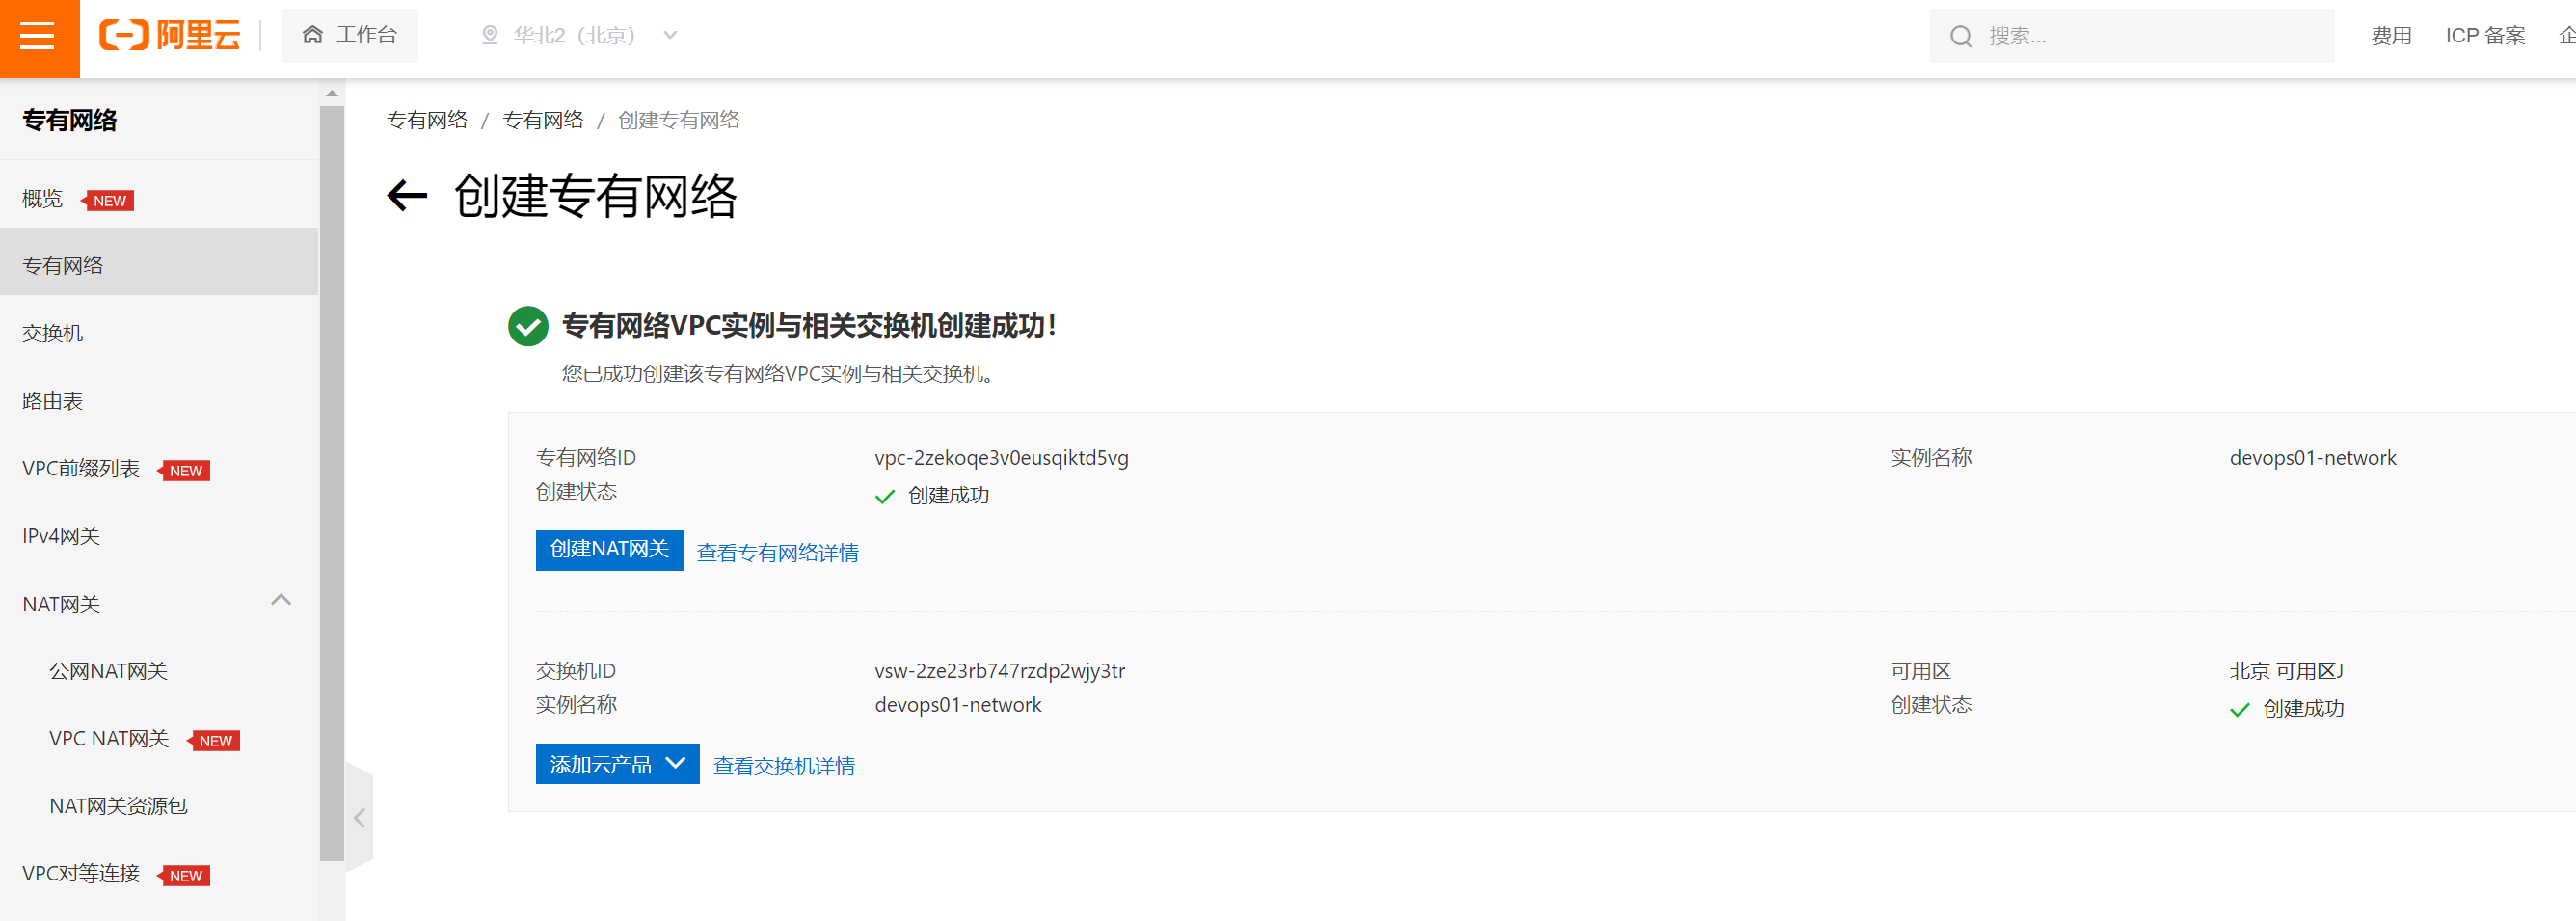 阿里云
工作台
华北2（北京）
搜索...
费用
ICP 备案
专有网络
概览 NEW
专有网络
交换机
路由表
VPC前缀列表 NEW
IPv4网关
NAT网关
公网NAT网关
VPC NAT网关 NEW
NAT网关资源包
VPC对等连接 NEW
专有网络 / 专有网络 / 创建专有网络
创建专有网络
专有网络VPC实例与相关交换机创建成功！
您已成功创建该专有网络VPC实例与相关交换机。
专有网络ID vpc-2zekoqe3v0eusqiktd5vg 实例名称 devops01-network
创建状态 创建成功
创建NAT网关 查看专有网络详情
交换机ID vsw-2ze23rb747rzdp2wjy3tr 可用区 北京 可用区J
实例名称 devops01-network 创建状态 创建成功
添加云产品 查看交换机详情